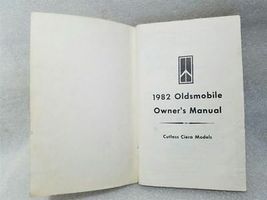 1982 Oldsmobile
Owner's Manual
Cutlass Ciera Models